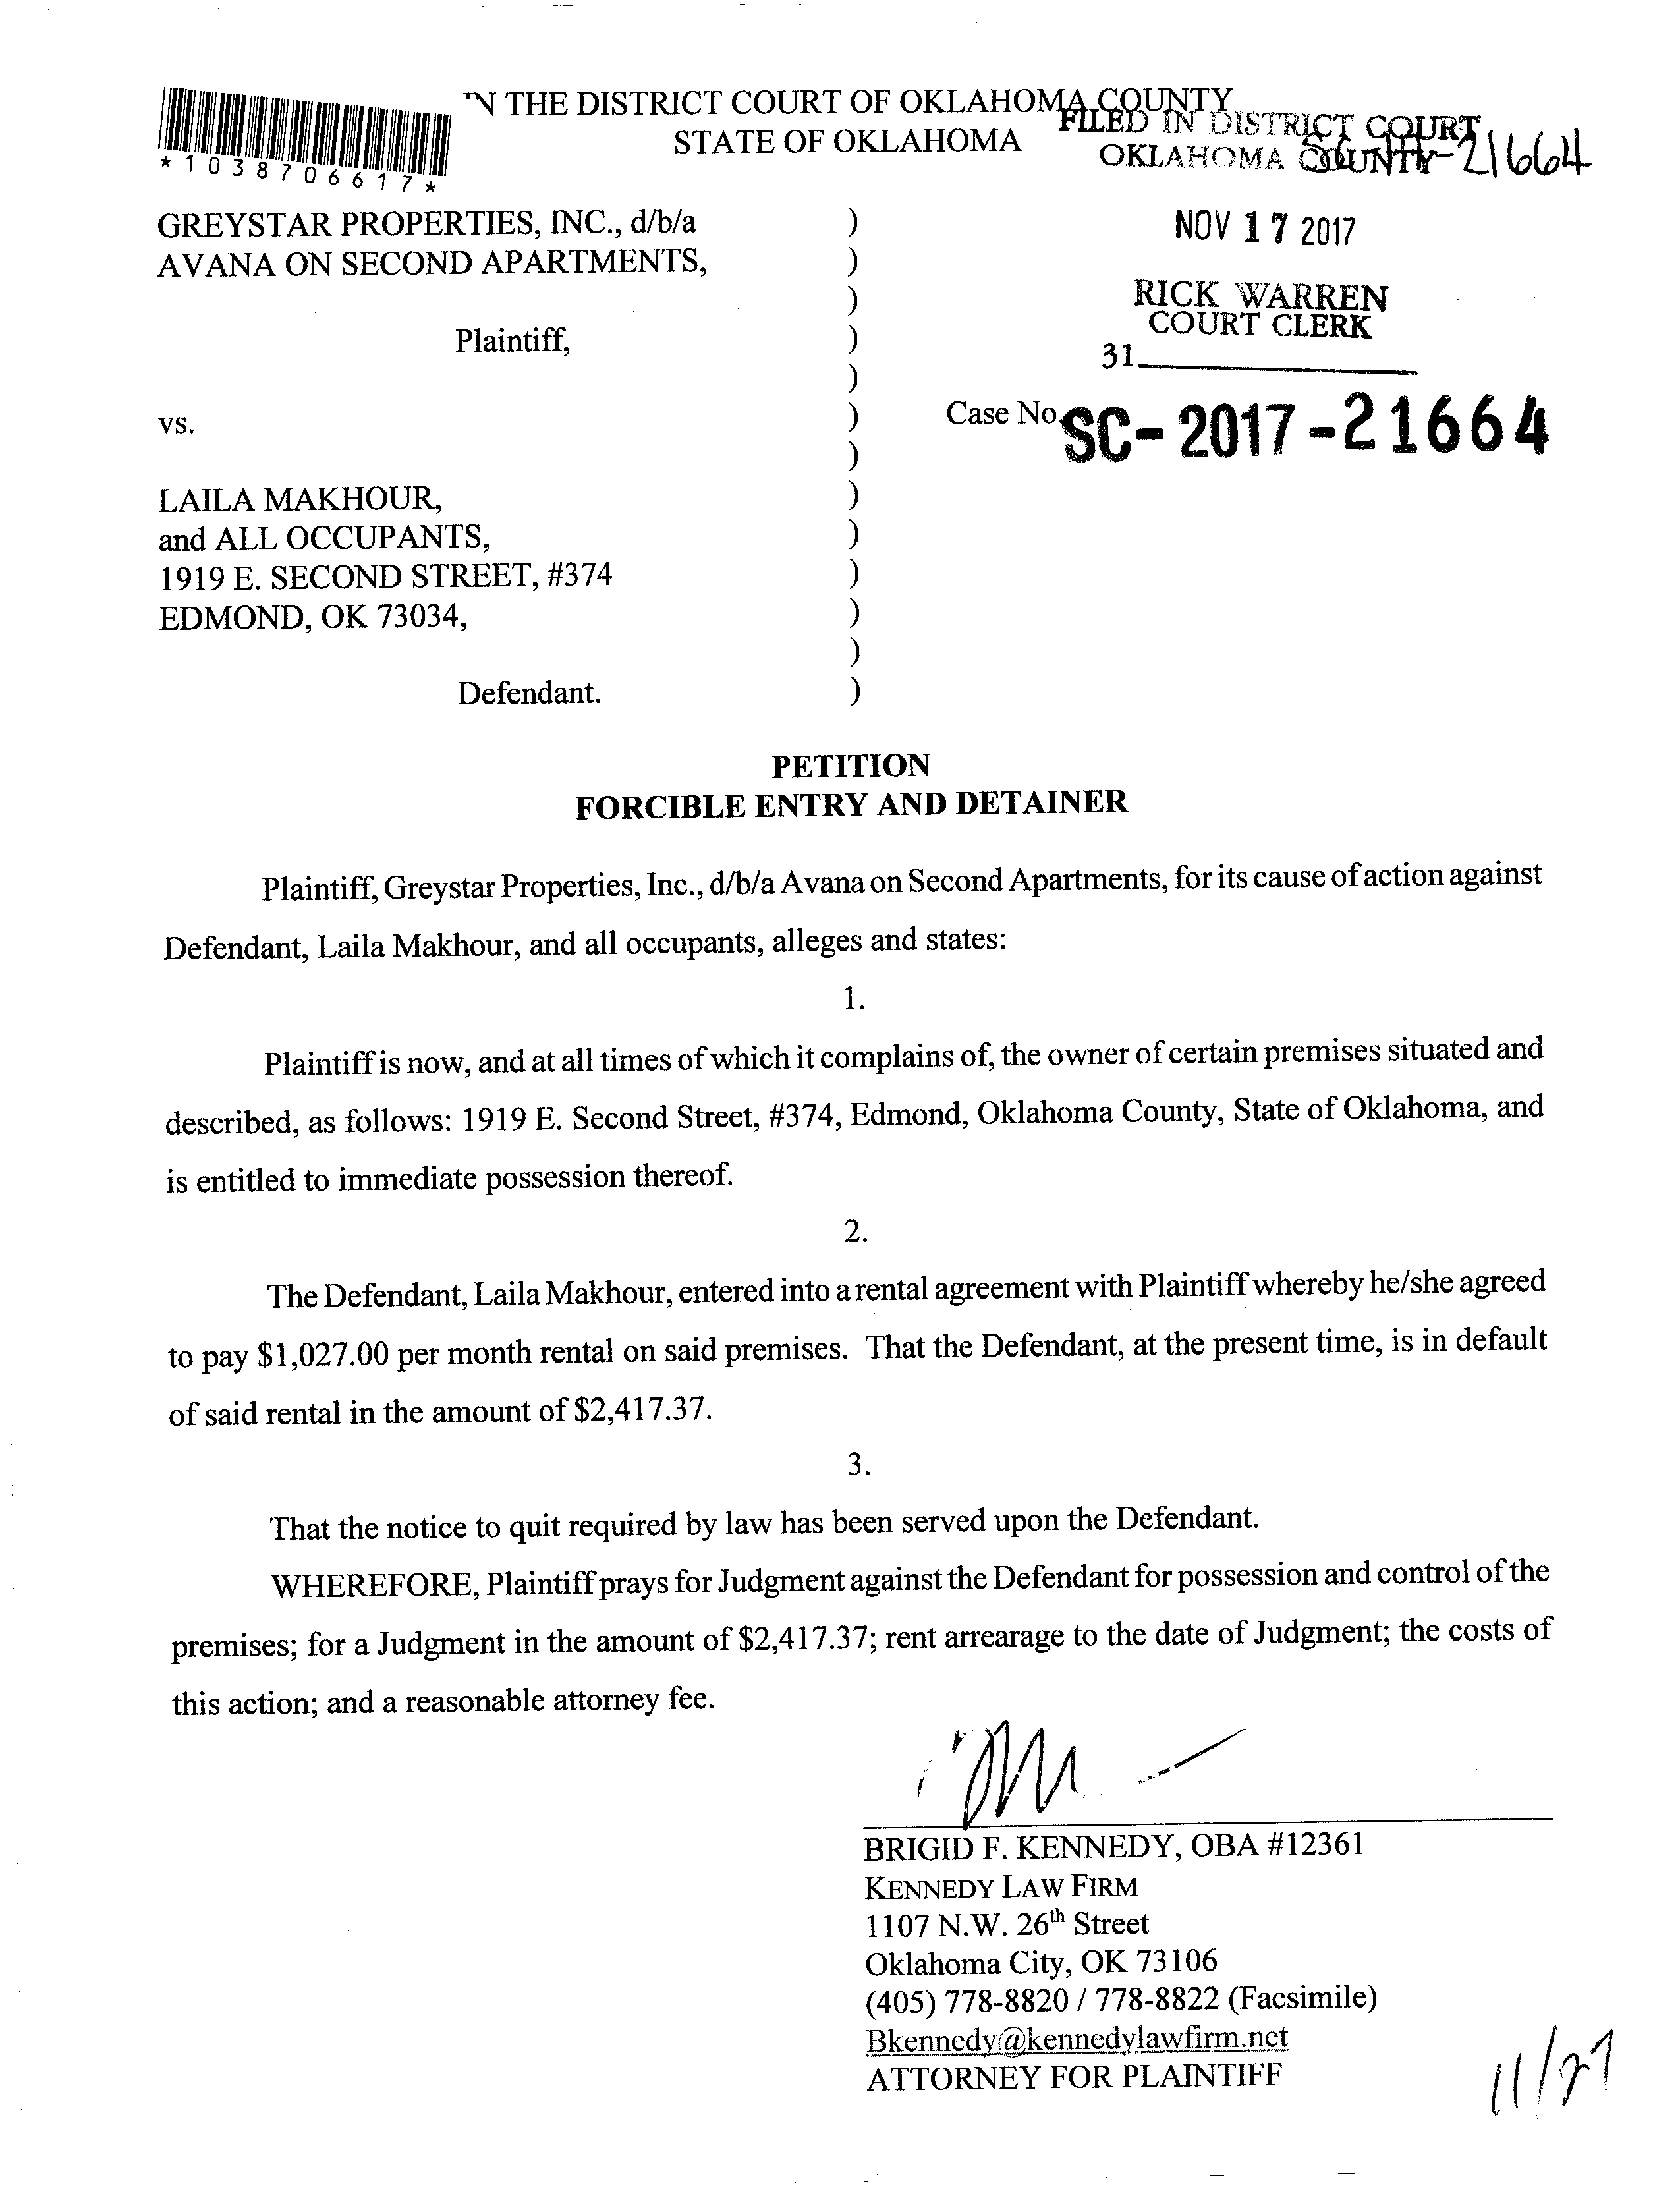 *1038706617*
IN THE DISTRICT COURT OF OKLAHOMA COUNTY
STATE OF OKLAHOMA
FILED IN DISTRICT COURT
OKLAHOMA COUNTY
-21664
GREYSTAR PROPERTIES, INC., d/b/a )
AVANA ON SECOND APARTMENTS, )
)
Plaintiff, )
)
vs. )
)
LAILA MAKHOUR, )
and ALL OCCUPANTS, )
1919 E. SECOND STREET, #374 )
EDMOND, OK 73034, )
)
Defendant. )
NOV 17 2017
RICK WARREN
COURT CLERK
31
Case No. SC-2017-21664
PETITION
FORCIBLE ENTRY AND DETAINER
Plaintiff, Greystar Properties, Inc., d/b/a Avana on Second Apartments, for its cause of action against
Defendant, Laila Makhour, and all occupants, alleges and states:
1.
Plaintiff is now, and at all times of which it complains of, the owner of certain premises situated and
described, as follows: 1919 E. Second Street, #374, Edmond, Oklahoma County, State of Oklahoma, and
is entitled to immediate possession thereof.
2.
The Defendant, Laila Makhour, entered into a rental agreement with Plaintiff whereby he/she agreed
to pay $1,027.00 per month rental on said premises. That the Defendant, at the present time, is in default
of said rental in the amount of $2,417.37.
3.
That the notice to quit required by law has been served upon the Defendant.
WHEREFORE, Plaintiff prays for Judgment against the Defendant for possession and control of the
premises; for a Judgment in the amount of $2,417.37; rent arrearage to the date of Judgment; the costs of
this action; and a reasonable attorney fee.
BRIGID F. KENNEDY, OBA #12361
KENNEDY LAW FIRM
1107 N.W. 26th Street
Oklahoma City, OK 73106
(405) 778-8820 / 778-8822 (Facsimile)
Bkennedy@kennedylawfirm.net
ATTORNEY FOR PLAINTIFF
11/27